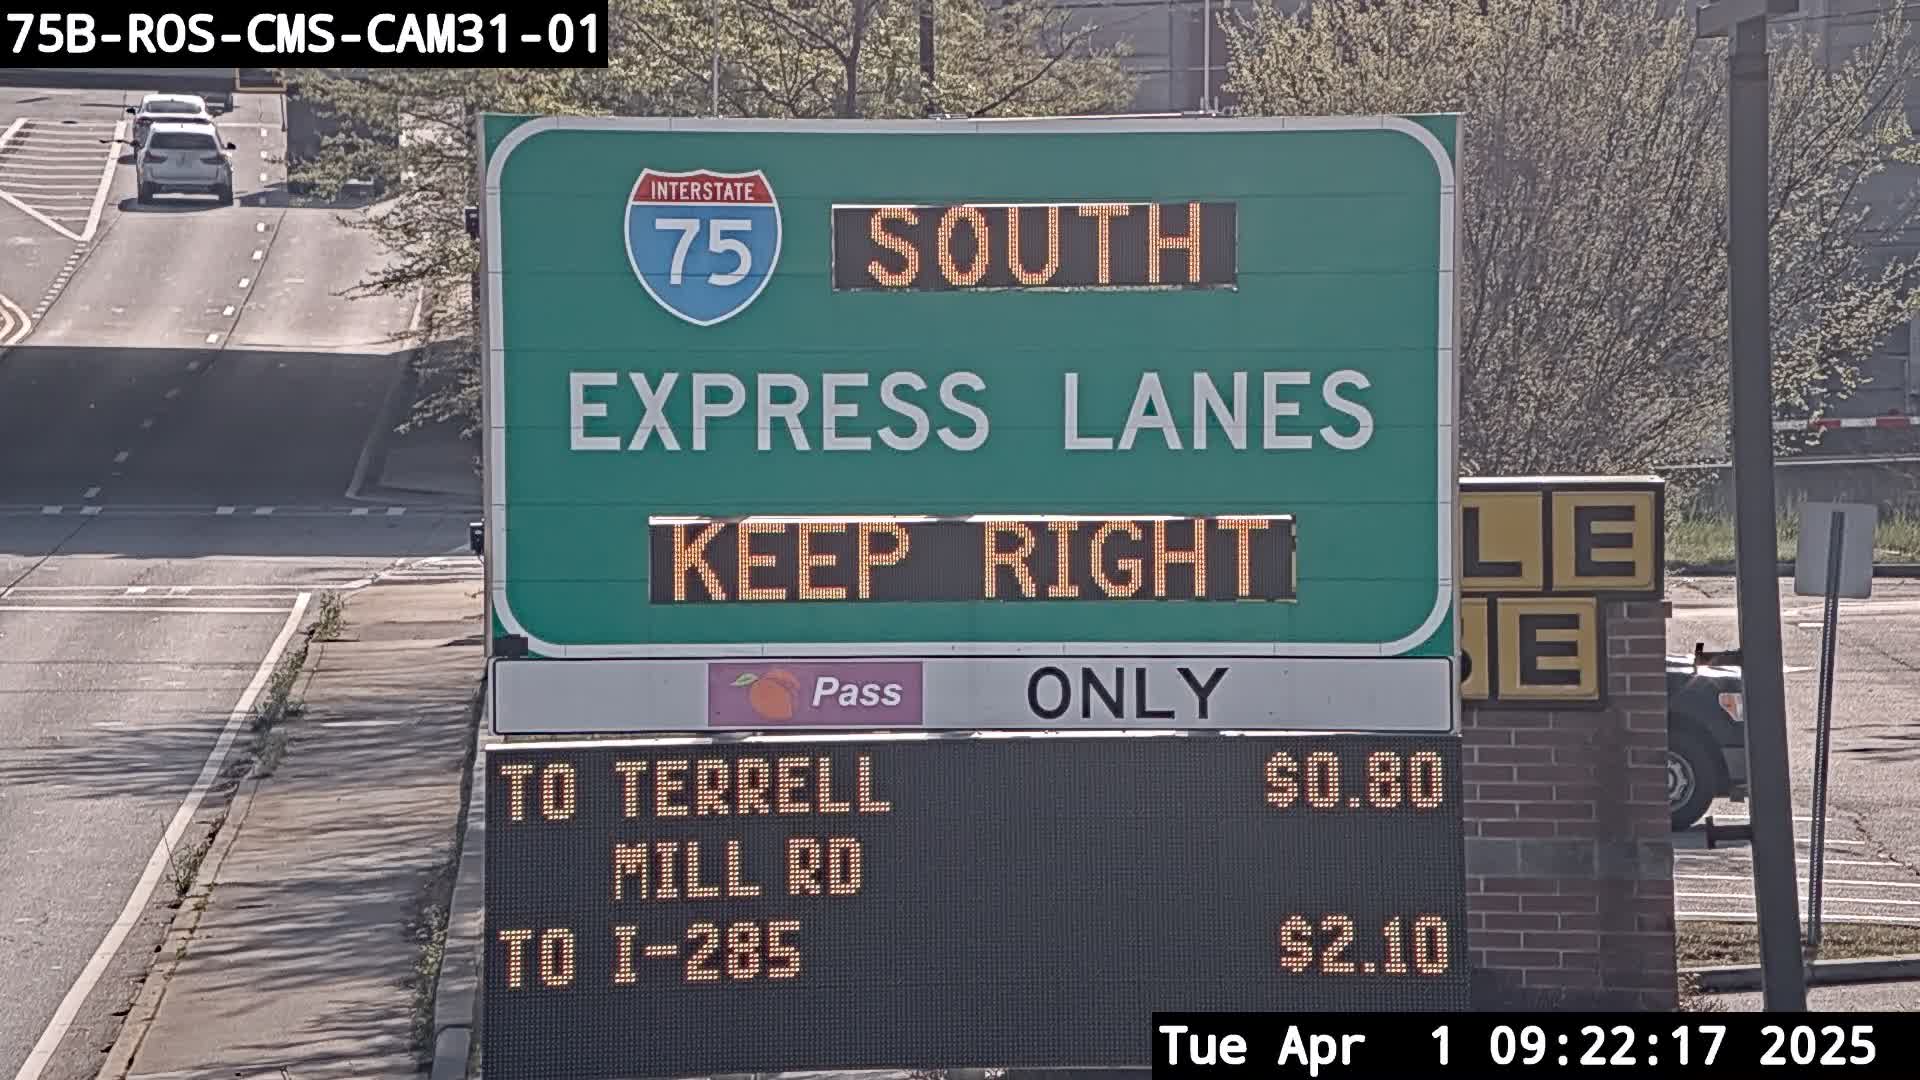 75B-ROS-CMS-CAM31-01
INTERSTATE
75
SOUTH
EXPRESS LANES
KEEP RIGHT
Pass ONLY
TO TERRELL $0.80
MILL RD
TO I-285 $2.10
LE
E
Tue Apr 1 09:22:17 2025